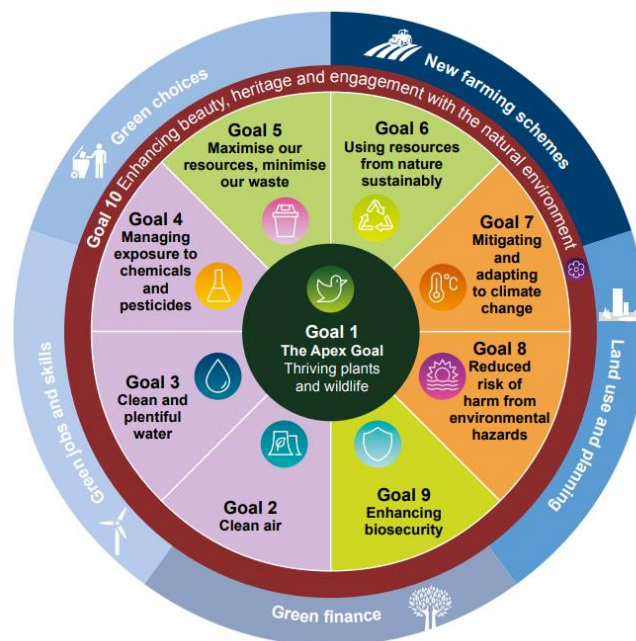 Green choices
New farming schemes
Land use and planning
Green finance
Green jobs and skills
Goal 10 Enhancing beauty, heritage and engagement with the natural environment
Goal 5
Maximise our
resources, minimise
our waste
Goal 6
Using resources
from nature
sustainably
Goal 4
Managing
exposure to
chemicals
and
pesticides
Goal 7
Mitigating
and
adapting
to climate
change
°C
Goal 1
The Apex Goal
Thriving plants
and wildlife
Goal 3
Clean and
plentiful
water
Goal 8
Reduced
risk of
harm from
environmental
hazards
Goal 2
Clean air
Goal 9
Enhancing
biosecurity